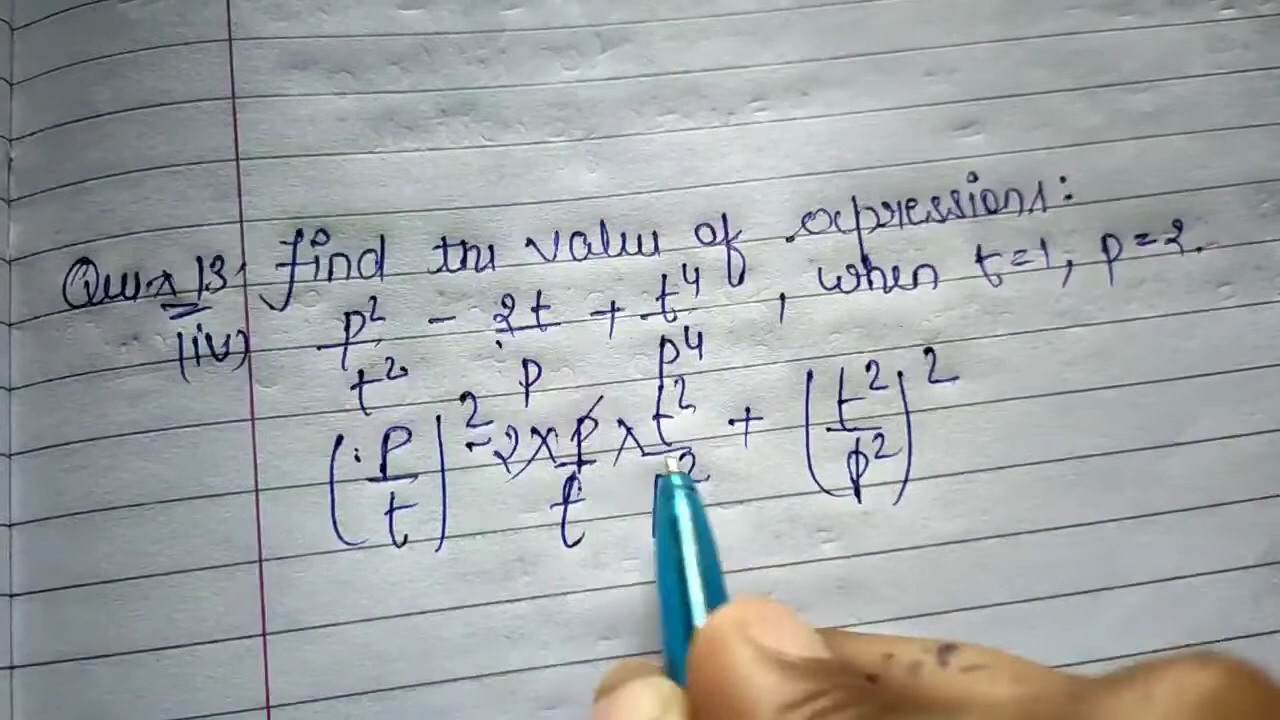 Ques 13. find the value of expressions:
(iv) p²/t² - 2t/p + t⁴/p⁴, when t=1, p=2.
(p/t)² - 2×p/t × t²/p² + (t²/p²)²